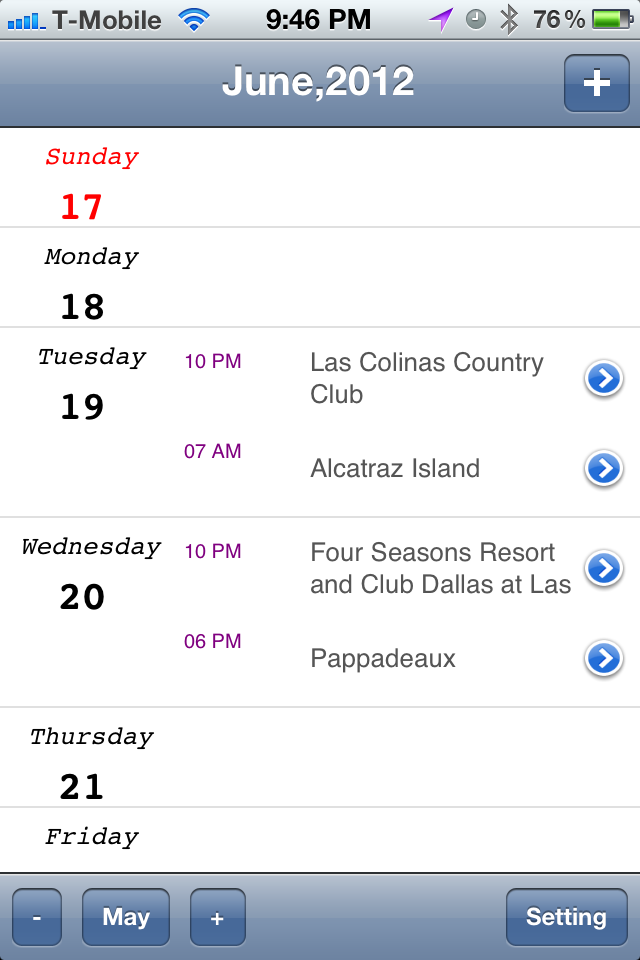 T-Mobile 9:46 PM 76%
June,2012 +
Sunday
17
Monday
18
Tuesday 10 PM Las Colinas Country
Club
19
07 AM Alcatraz Island
Wednesday 10 PM Four Seasons Resort
and Club Dallas at Las
20
06 PM Pappadeaux
Thursday
21
Friday
- May + Setting